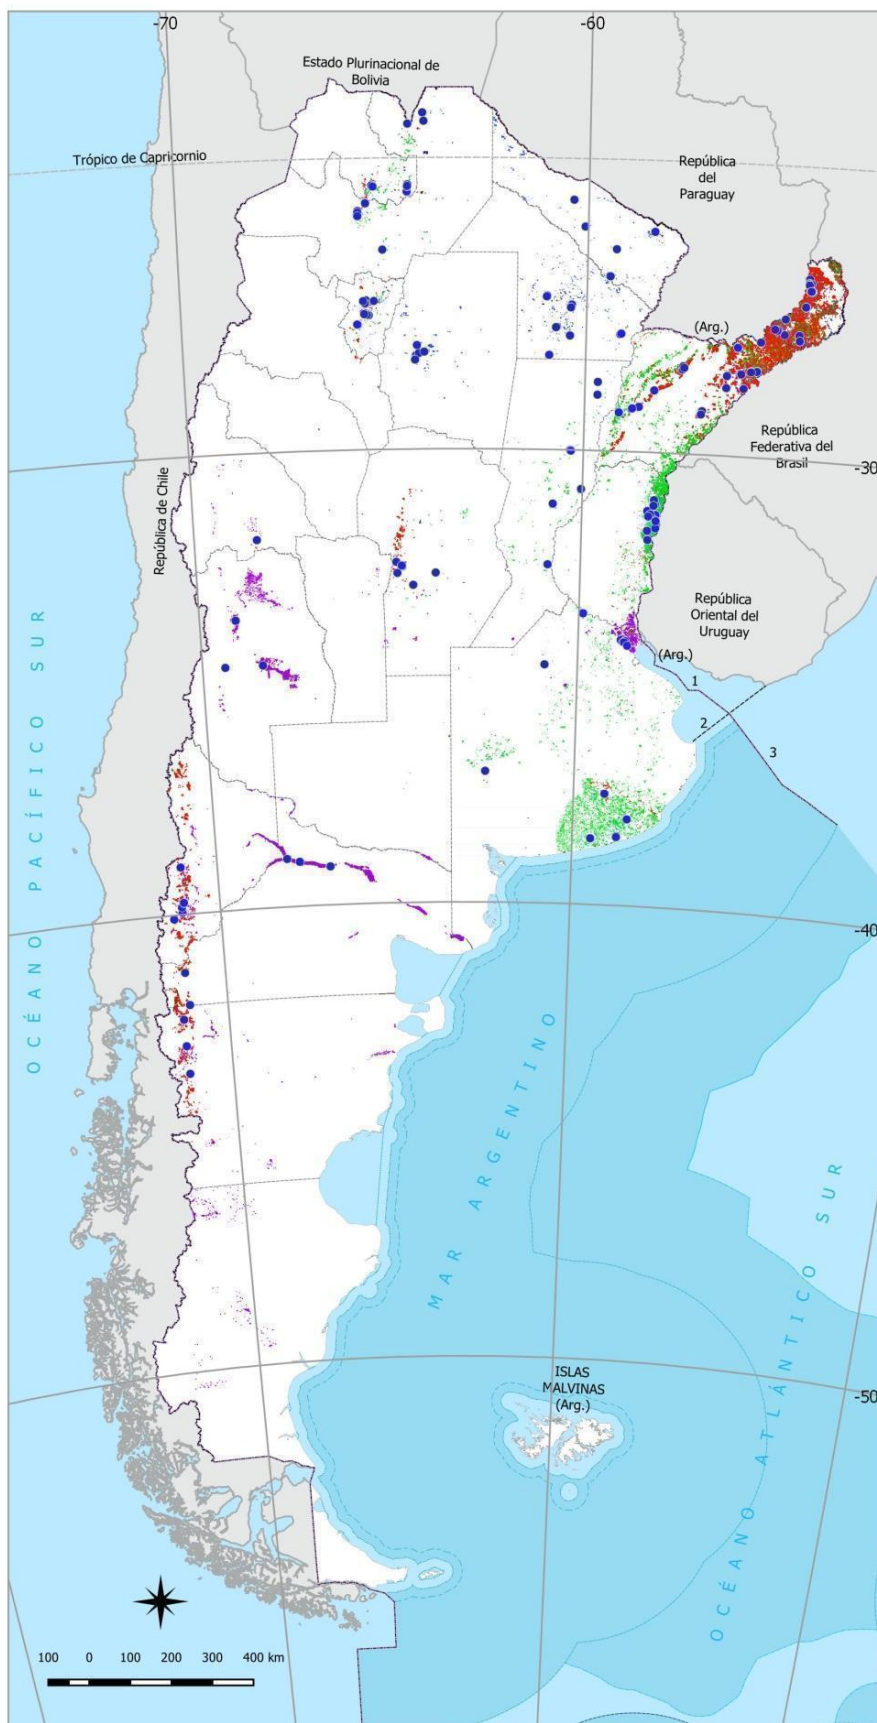 -70
-60
Estado Plurinacional de
Bolivia
Trópico de Capricornio
República
del
Paraguay
(Arg.)
República
Federativa del
Brasil
-30
República de Chile
República
Oriental del
Uruguay
(Arg.)
1
2
3
OCÉANO PACÍFICO SUR
-40
MAR ARGENTINO
OCÉANO ATLÁNTICO SUR
ISLAS
MALVINAS
(Arg.)
-50
100 0 100 200 300 400 km